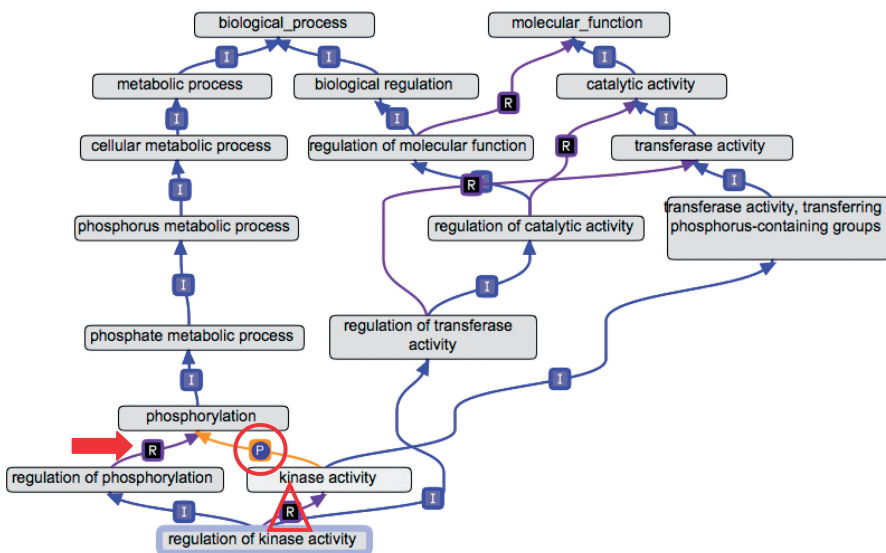 biological_process
molecular_function
I
I
I
metabolic process
biological regulation
catalytic activity
R
I
I
R
I
cellular metabolic process
regulation of molecular function
transferase activity
I
R
I
phosphorus metabolic process
regulation of catalytic activity
transferase activity, transferring
phosphorus-containing groups
I
I
phosphate metabolic process
regulation of transferase
activity
I
I
phosphorylation
R
P
regulation of phosphorylation
kinase activity
I
R
I
regulation of kinase activity